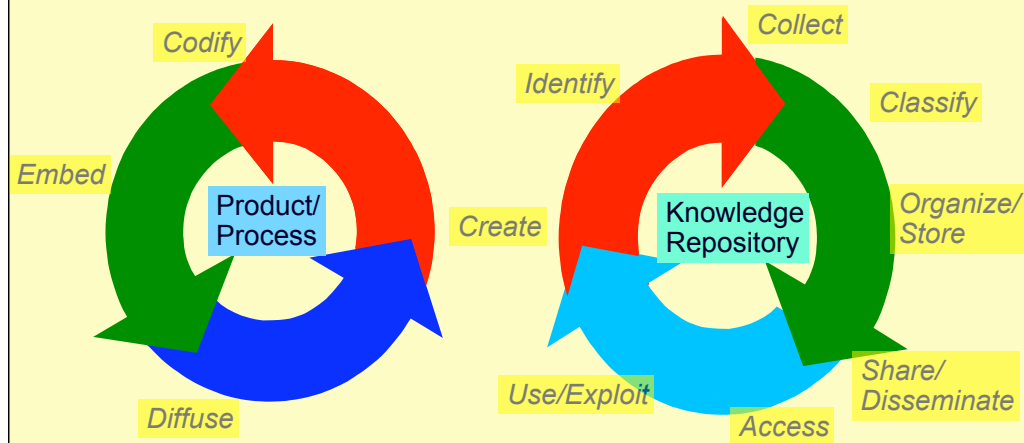 Codify
Collect
Identify
Classify
Embed
Product/
Process
Create
Knowledge
Repository
Organize/
Store
Use/Exploit
Share/
Disseminate
Diffuse
Access